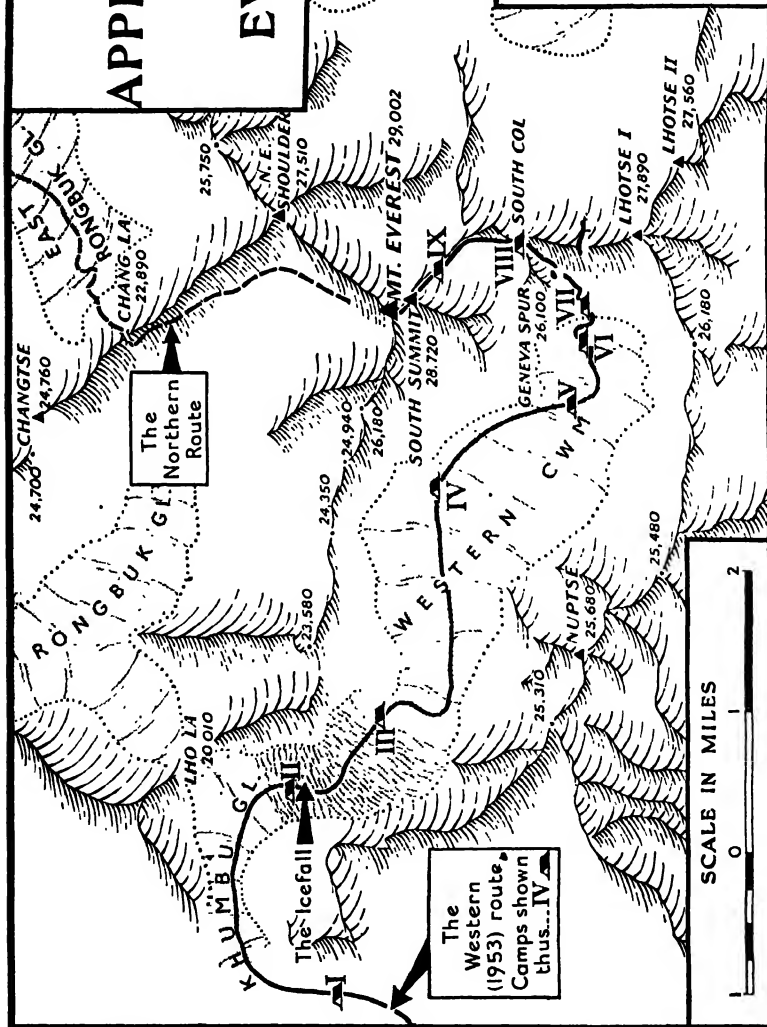 APP
EV
EAST
RONGBUK GL.
25,750
CHANG-LA
22,890
N.E.
SHOULDER
27,510
CHANGTSE
24,760
24,700
The
Northern
Route
MT. EVEREST 29,002
SOUTH SUMMIT
28,720
IX
SOUTH COL
VIII
GENEVA SPUR
26,100
VII
VI
LHOTSE I
27,890
LHOTSE II
27,560
26,180
V
IV
WESTERN CWM
24,940
26,180
24,350
23,580
RONGBUK GL.
LHO LA
20,010
III
II
The Icefall
KHUMBU GL
I
NUPTSE
25,680
25,310
25,480
The
Western
(1953) route,
Camps shown
thus...IV
SCALE IN MILES
1 0 1 2